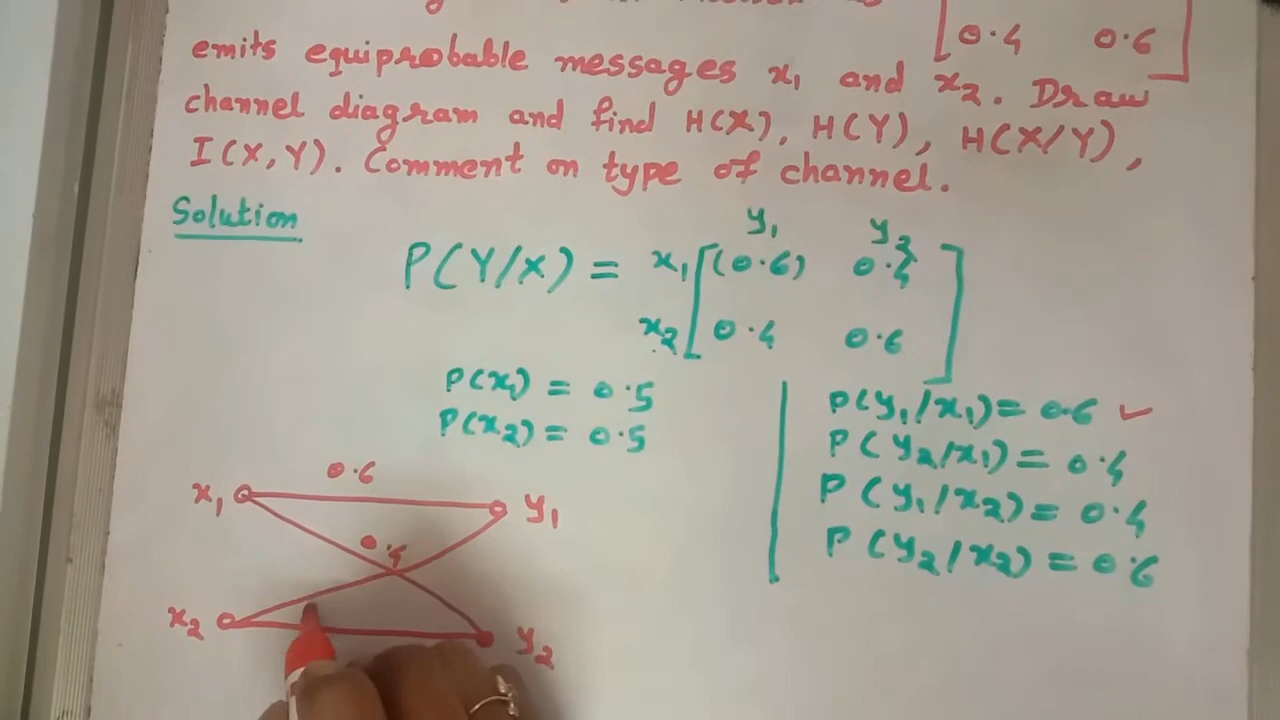 0.4 0.6
emits equiprobable messages x₁ and x₂. Draw
channel diagram and find H(X), H(Y), H(X/Y),
I(X,Y). Comment on type of channel.
Solution
y₁ y₂
P(Y/X) = x₁ [(0.6) 0.4
x₂ 0.4 0.6]
P(x₁) = 0.5
P(x₂) = 0.5
P(y₁/x₁) = 0.6 ✓
P(y₂/x₁) = 0.4
P(y₁/x₂) = 0.4
P(y₂/x₂) = 0.6
0.6
x₁ y₁
0.4
x₂ y₂